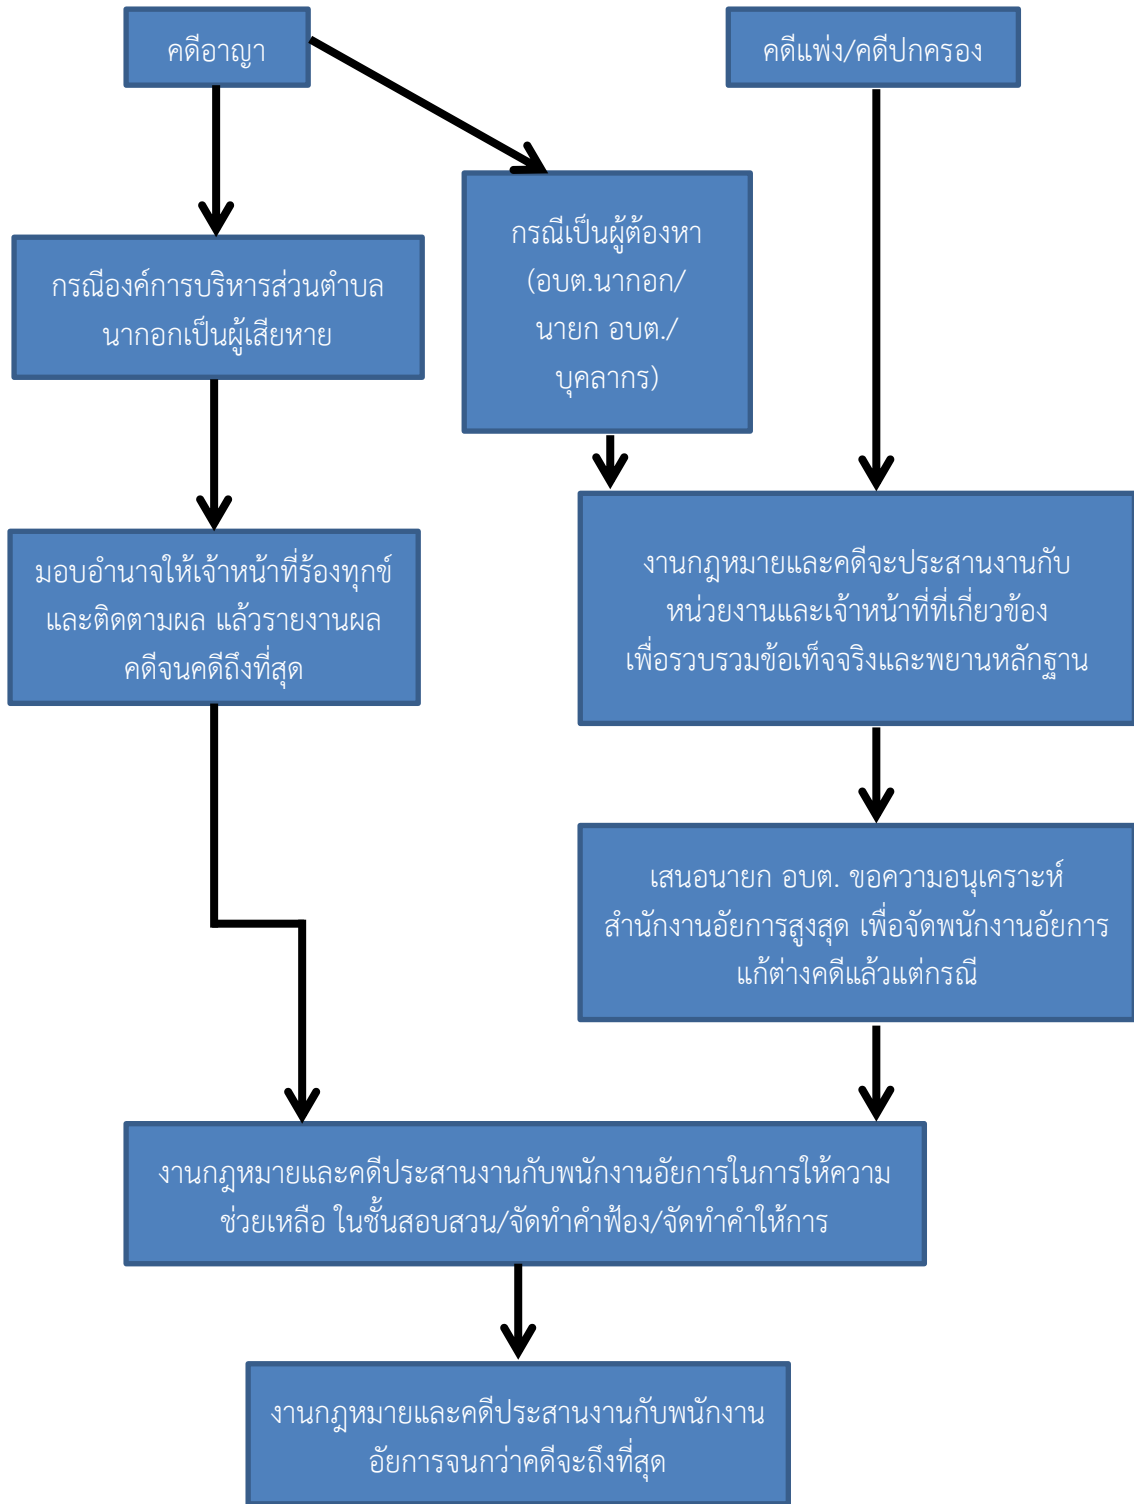 คดีอาญา
คดีแพ่ง/คดีปกครอง
กรณีเป็นผู้ต้องหา
(อบต.นากอก/
นายก อบต./
บุคลากร)
กรณีองค์การบริหารส่วนตำบล
นากอกเป็นผู้เสียหาย
มอบอำนาจให้เจ้าหน้าที่ร้องทุกข์
และติดตามผล แล้วรายงานผล
คดีจนคดีถึงที่สุด
งานกฎหมายและคดีจะประสานงานกับ
หน่วยงานและเจ้าหน้าที่ที่เกี่ยวข้อง
เพื่อรวบรวมข้อเท็จจริงและพยานหลักฐาน
เสนอนายก อบต. ขอความอนุเคราะห์
สำนักงานอัยการสูงสุด เพื่อจัดพนักงานอัยการ
แก้ต่างคดีแล้วแต่กรณี
งานกฎหมายและคดีประสานงานกับพนักงานอัยการในการให้ความ
ช่วยเหลือ ในชั้นสอบสวน/จัดทำคำฟ้อง/จัดทำคำให้การ
งานกฎหมายและคดีประสานงานกับพนักงาน
อัยการจนกว่าคดีจะถึงที่สุด